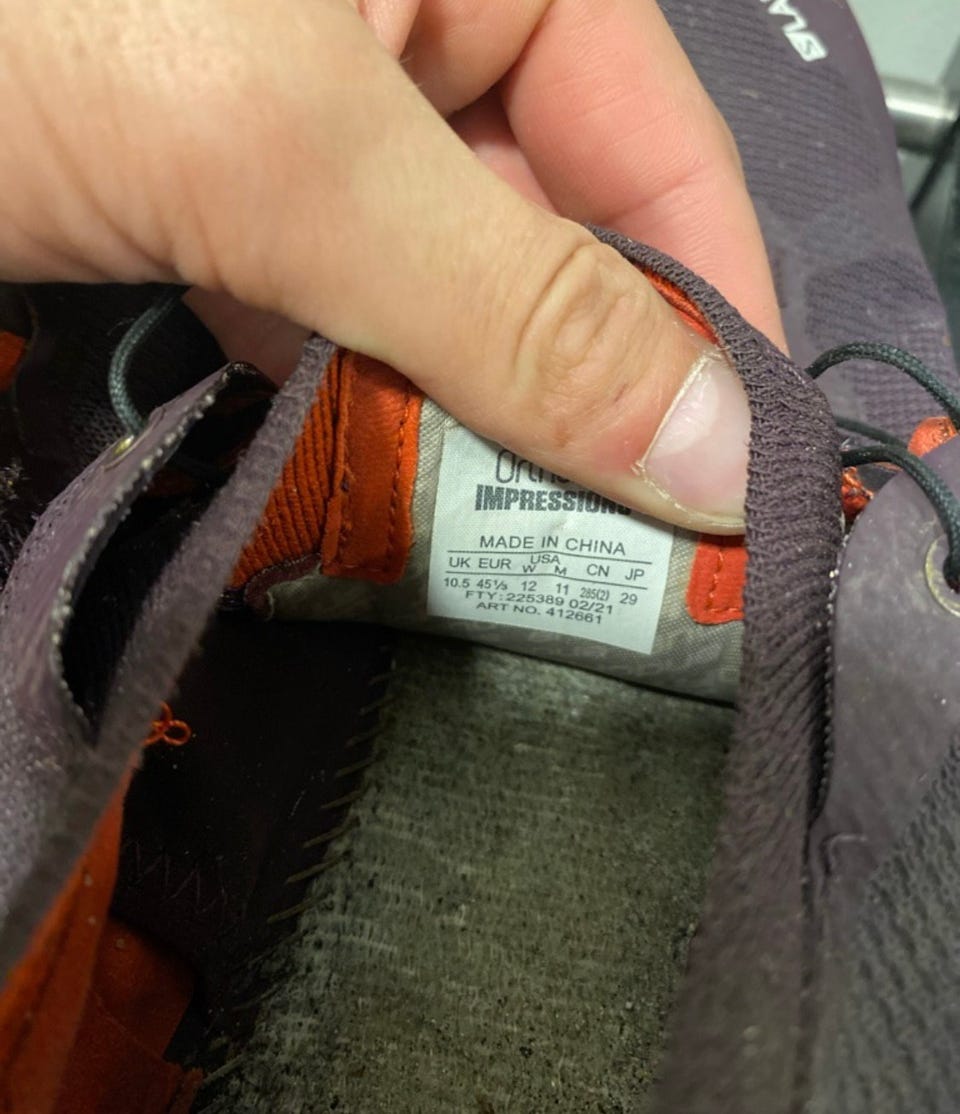 IMPRESSIONS
MADE IN CHINA
UK EUR USA W M CN JP
10.5 45⅓ 12 11 285(2) 29
FTY: 225389 02/21
ART NO. 412661